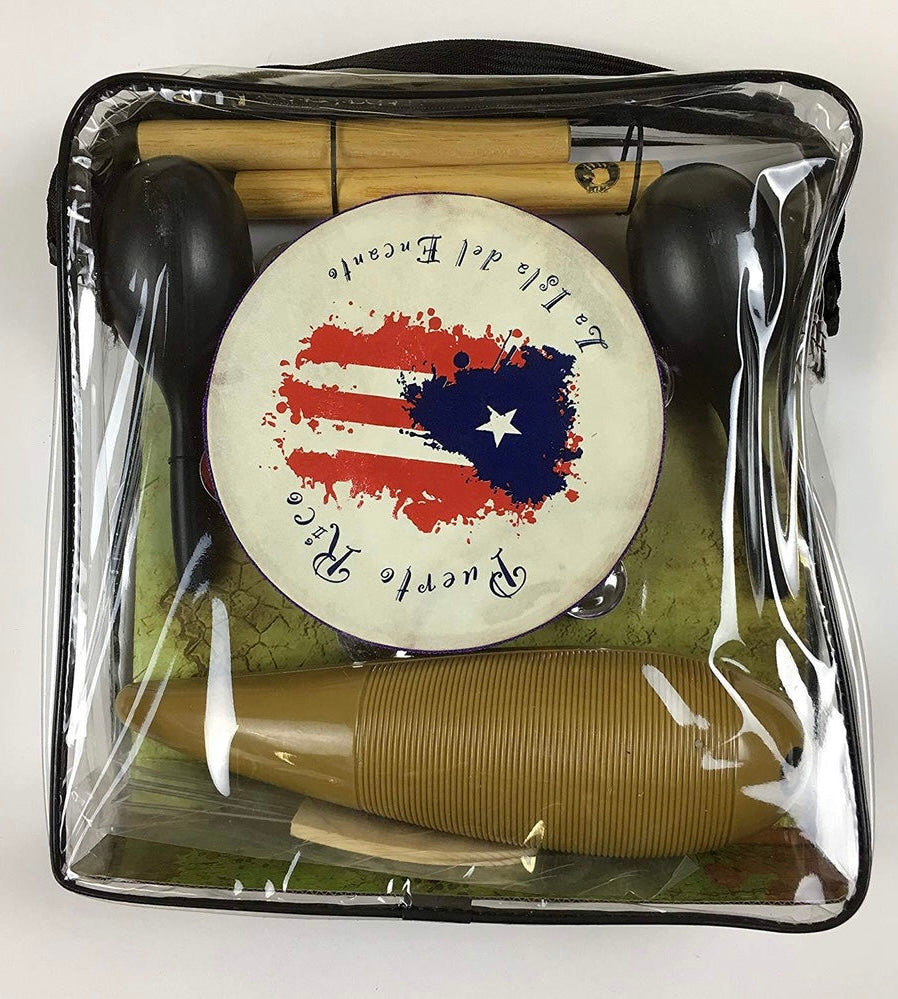 Puerto Rico
La Isla del Encanto